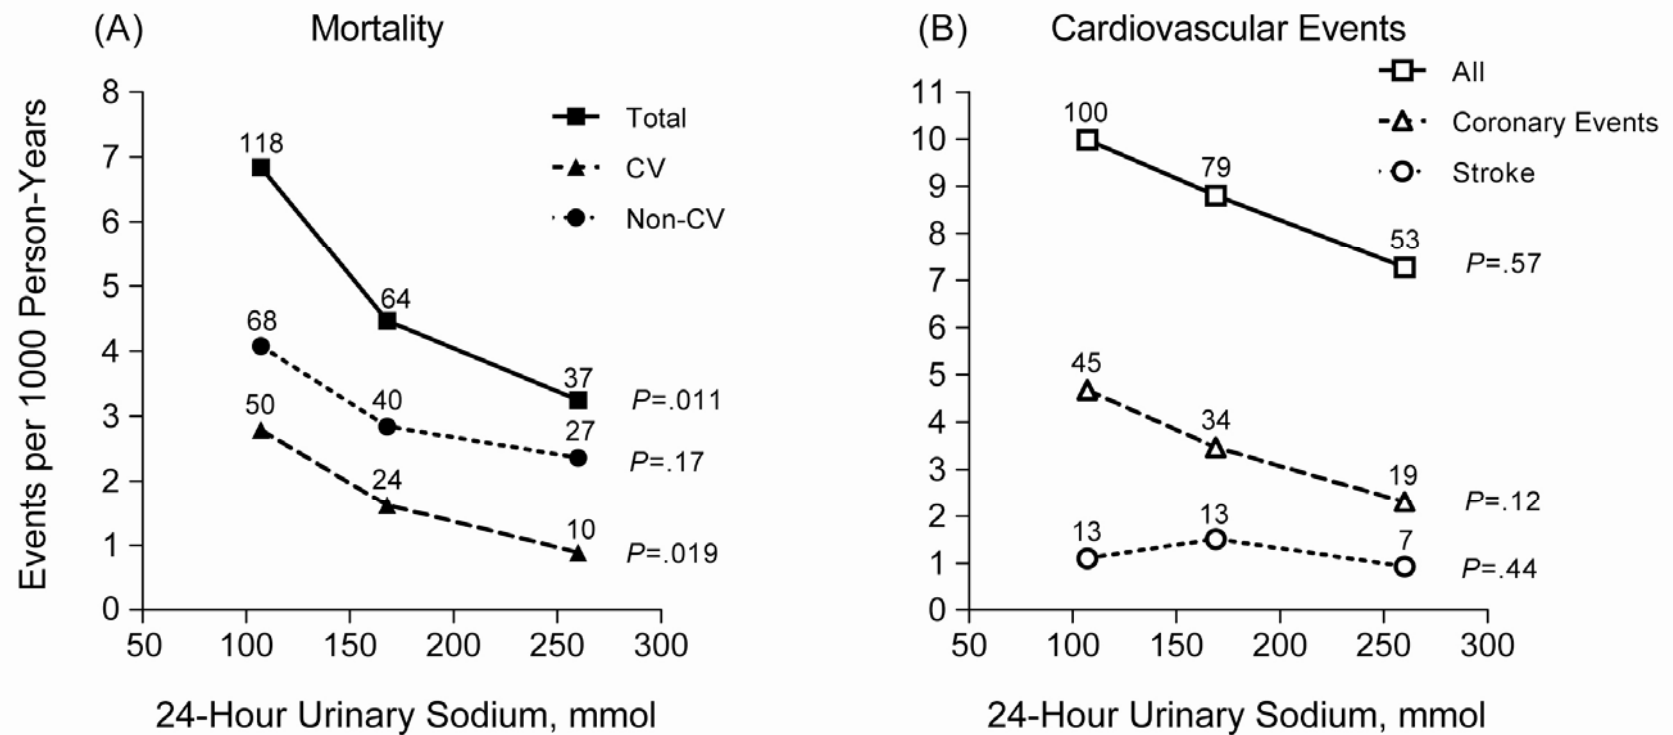 (A) Mortality
Events per 1000 Person-Years
8
7
6
5
4
3
2
1
0
50 100 150 200 250 300
24-Hour Urinary Sodium, mmol
Total
CV
Non-CV
118
64
37
P=.011
68
40
27
P=.17
50
24
10
P=.019
(B) Cardiovascular Events
11
10
9
8
7
6
5
4
3
2
1
0
50 100 150 200 250 300
24-Hour Urinary Sodium, mmol
All
Coronary Events
Stroke
100
79
53
P=.57
45
34
19
P=.12
13
13
7
P=.44